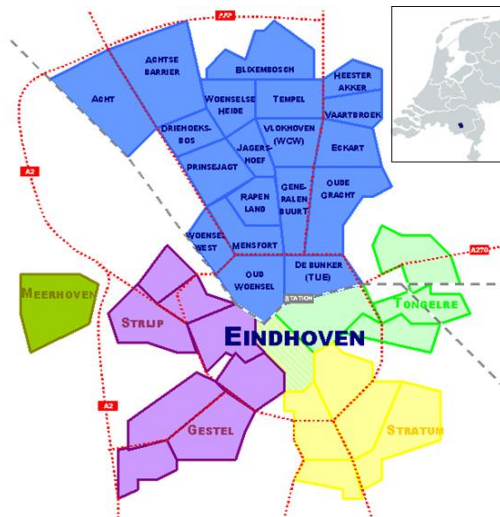 A2
ACHTSE
BARRIER
BLIXEMBOSCH
HEESTER
AKKER
ACHT
WOENSELSE
HEIDE
TEMPEL
VAARTBROEK
DRIEHOEKS-
BOS
VLOKHOVEN
(WCW)
JAGERS-
HOEF
ECKART
PRINSEJAGT
A2
RAPEN
LAND
GENE-
RALEN
BUURT
OUDE
GRACHT
WOENSEL
WEST
MENSFORT
A270
OUD
WOENSEL
DE BUNKER
(TUE)
MEERHOVEN
STATION
TONGELRE
STRIJP
EINDHOVEN
A2
GESTEL
STRATUM